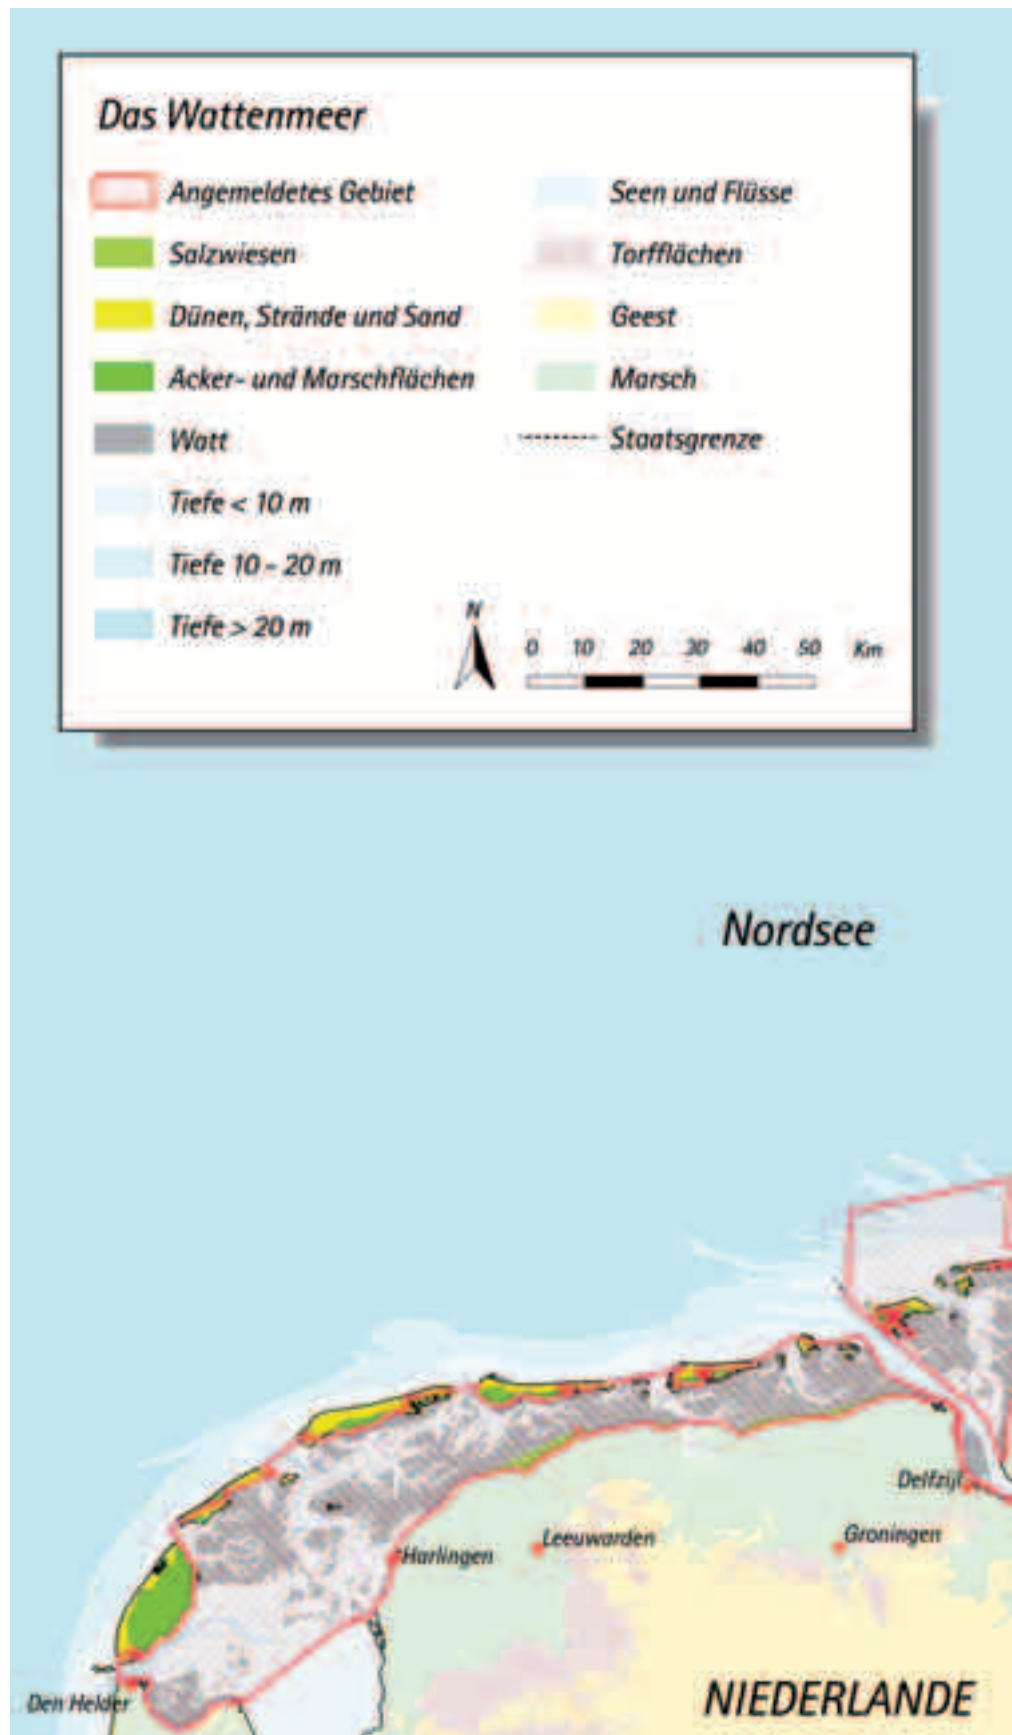 Das Wattenmeer
Angemeldetes Gebiet
Salzwiesen
Dünen, Strände und Sand
Acker- und Marschflächen
Watt
Tiefe < 10 m
Tiefe 10 – 20 m
Tiefe > 20 m
Seen und Flüsse
Torfflächen
Geest
Marsch
Staatsgrenze
N
0 10 20 30 40 50 Km
Nordsee
Delfzijl
Groningen
Leeuwarden
Harlingen
Den Helder
NIEDERLANDE